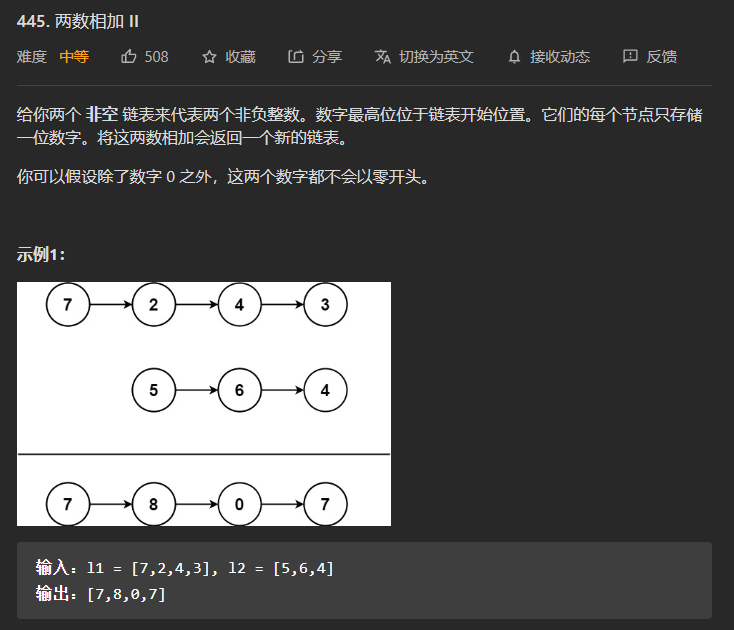 445. 两数相加 II
难度 中等 508 收藏 分享 切换为英文 接收动态 反馈
给你两个 非空 链表来代表两个非负整数。数字最高位位于链表开始位置。它们的每个节点只存储
一位数字。将这两数相加会返回一个新的链表。
你可以假设除了数字 0 之外，这两个数字都不会以零开头。
示例1：
7 2 4 3
5 6 4
7 8 0 7
输入：l1 = [7,2,4,3], l2 = [5,6,4]
输出：[7,8,0,7]